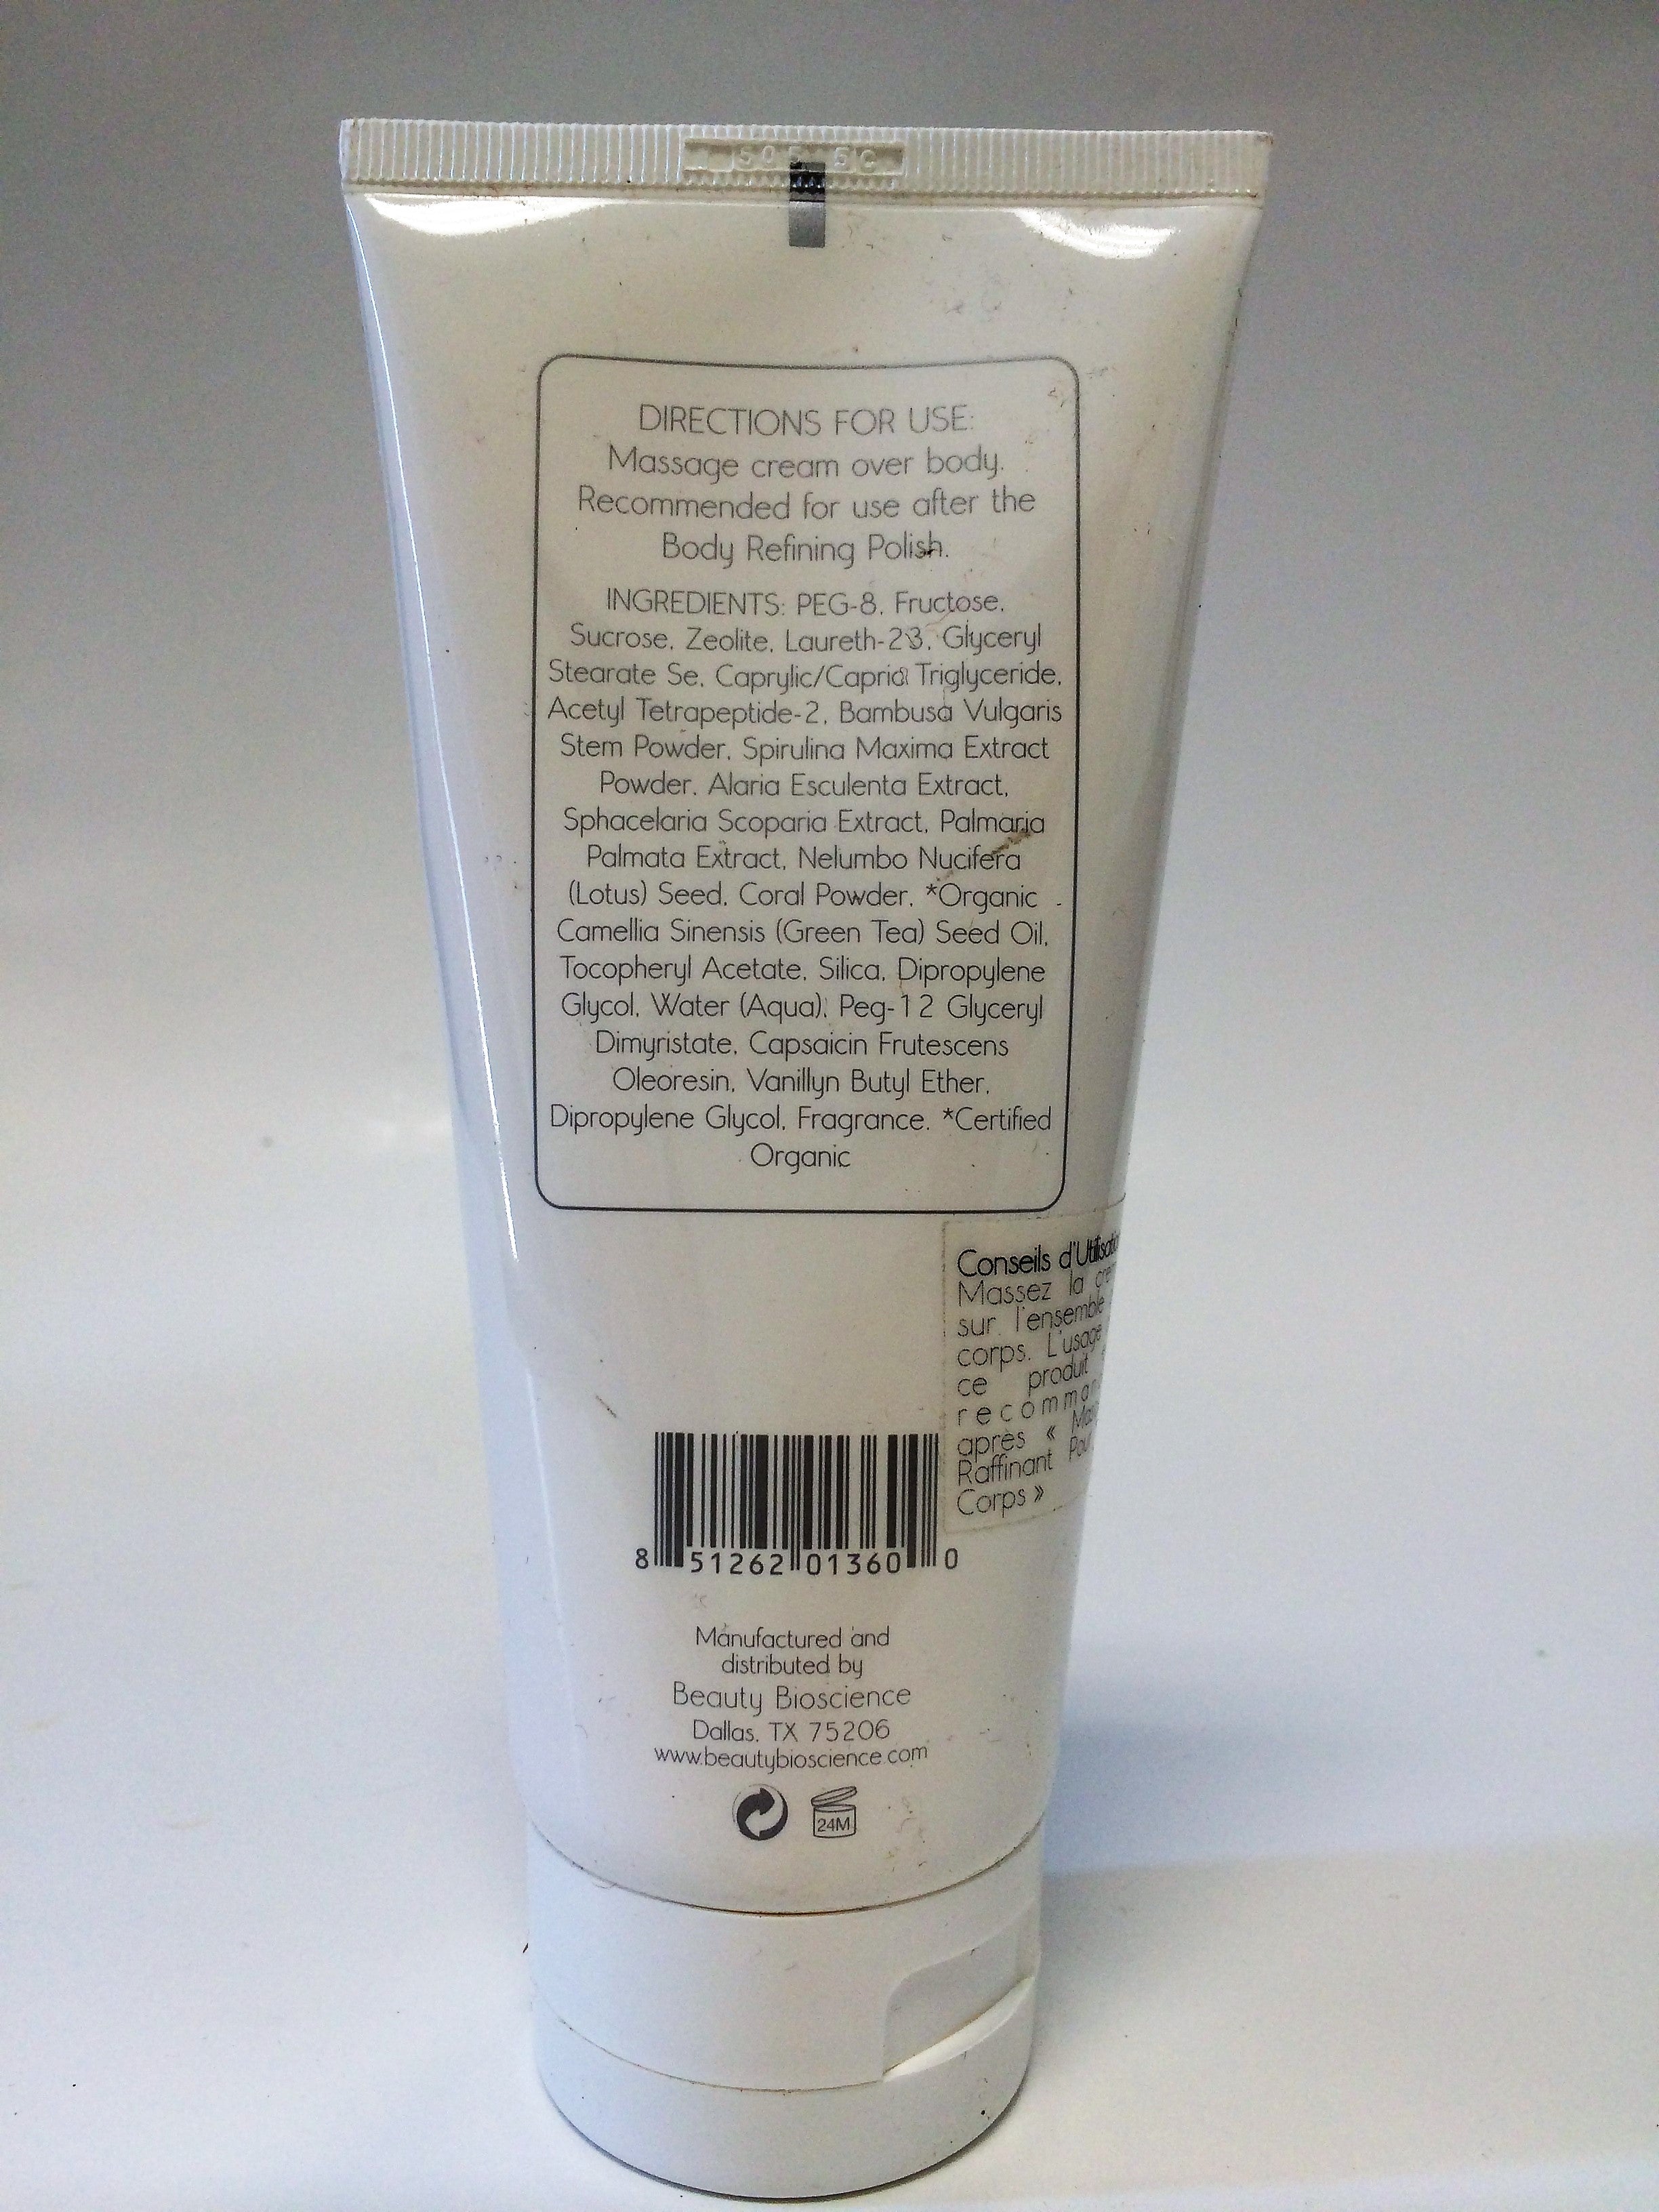 DIRECTIONS FOR USE:
Massage cream over body.
Recommended for use after the
Body Refining Polish.
INGREDIENTS: PEG-8, Fructose,
Sucrose, Zeolite, Laureth-23, Glyceryl
Stearate Se, Caprylic/Capric Triglyceride,
Acetyl Tetrapeptide-2, Bambusa Vulgaris
Stem Powder, Spirulina Maxima Extract
Powder, Alaria Esculenta Extract,
Sphacelaria Scoparia Extract, Palmaria
Palmata Extract, Nelumbo Nucifera
(Lotus) Seed, Coral Powder, *Organic
Camellia Sinensis (Green Tea) Seed Oil,
Tocopheryl Acetate, Silica, Dipropylene
Glycol, Water (Aqua), Peg-12 Glyceryl
Dimyristate, Capsaicin Frutescens
Oleoresin, Vanillyn Butyl Ether,
Dipropylene Glycol, Fragrance. *Certified
Organic
Conseils
Massez la
sur l'ensemble
corps. L'usage
ce produit
après «
Raffinant
Corps »
8 51262 01360 0
Manufactured and
distributed by
Beauty Bioscience
Dallas, TX 75206
www.beautybioscience.com
24M